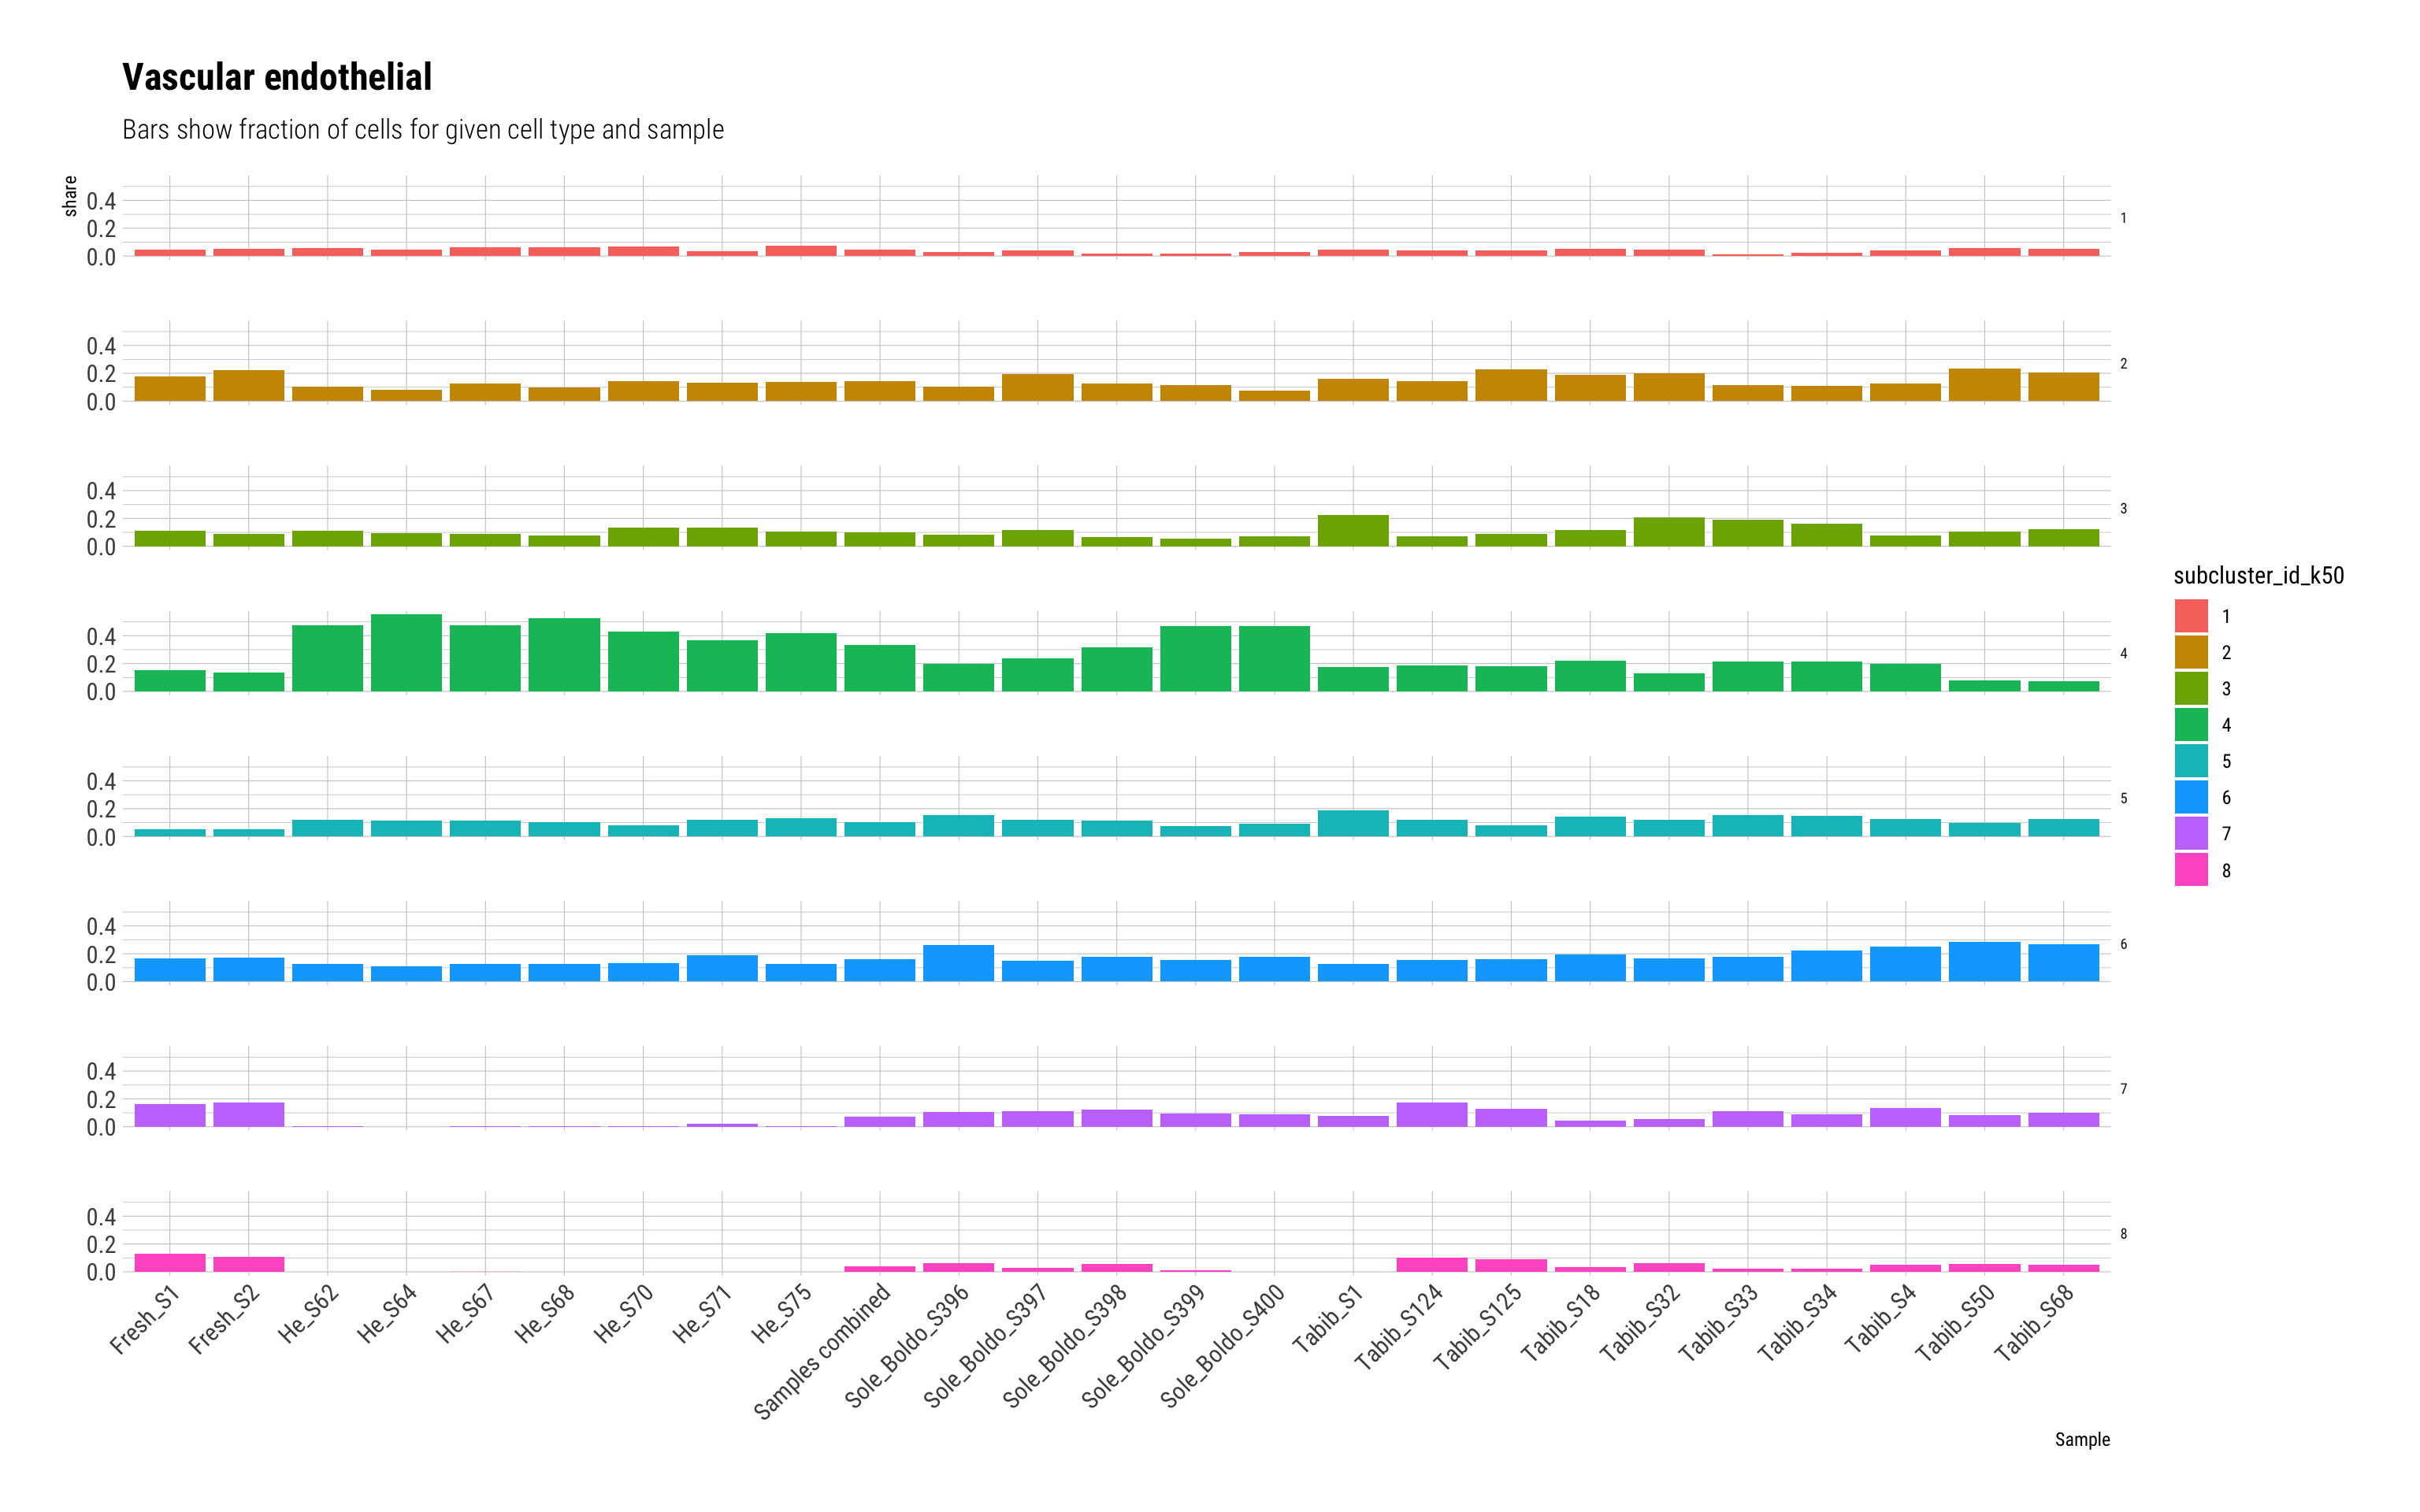 Vascular endothelial
Bars show fraction of cells for given cell type and sample
share
0.4
0.2
0.0
1
0.4
0.2
0.0
2
0.4
0.2
0.0
3
0.4
0.2
0.0
4
0.4
0.2
0.0
5
0.4
0.2
0.0
6
0.4
0.2
0.0
7
0.4
0.2
0.0
8
Fresh_S1
Fresh_S2
He_S62
He_S64
He_S67
He_S68
He_S70
He_S71
He_S75
Samples combined
Sole_Boldo_S396
Sole_Boldo_S397
Sole_Boldo_S398
Sole_Boldo_S399
Sole_Boldo_S400
Tabib_S1
Tabib_S124
Tabib_S125
Tabib_S18
Tabib_S32
Tabib_S33
Tabib_S34
Tabib_S4
Tabib_S50
Tabib_S68
Sample
subcluster_id_k50
1
2
3
4
5
6
7
8